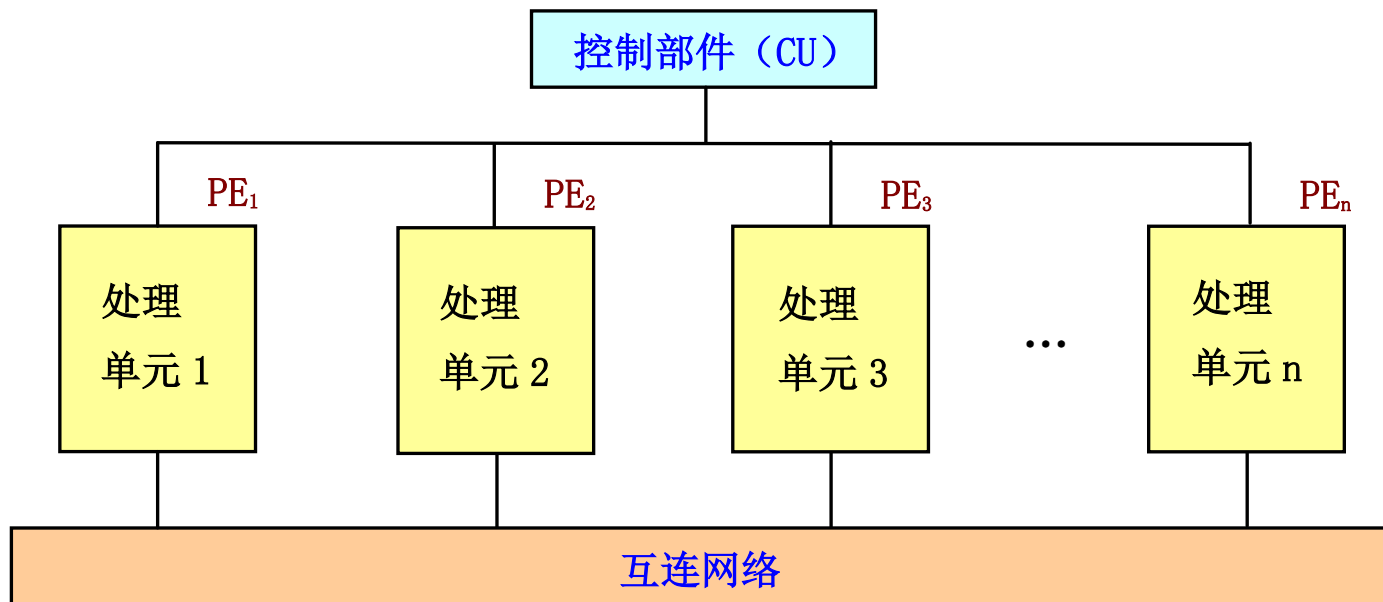 控制部件（CU）
PE₁
PE₂
PE₃
PEₙ
处理
单元 1
处理
单元 2
处理
单元 3
…
处理
单元 n
互连网络